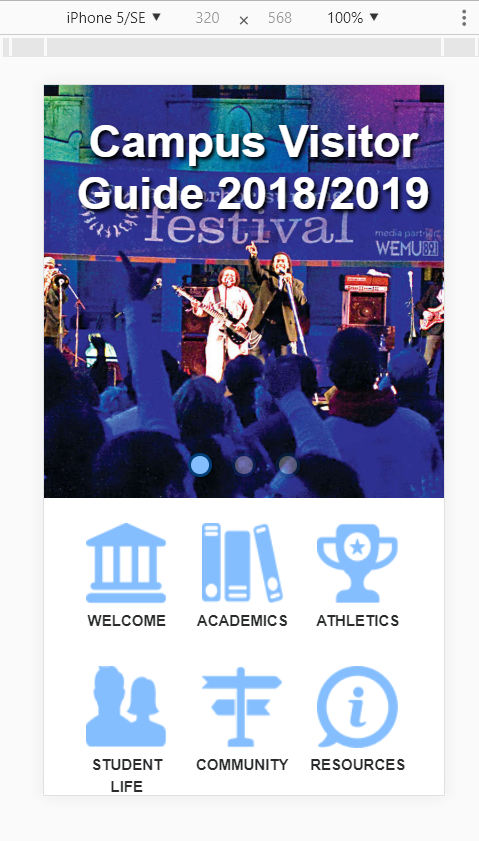 iPhone 5/SE ▼ 320 × 568 100% ▼
Campus Visitor
Guide 2018/2019
festival
media partner
WEMU 89.1
WELCOME ACADEMICS ATHLETICS
STUDENT
LIFE COMMUNITY RESOURCES